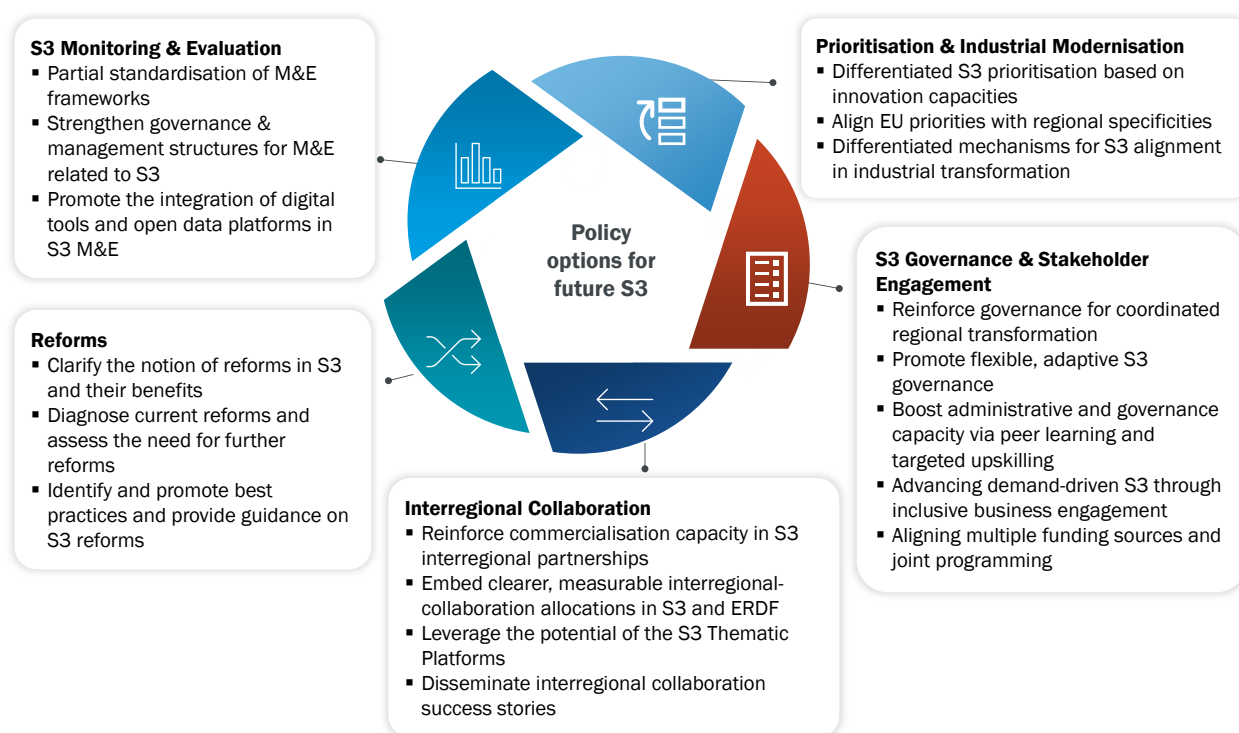 S3 Monitoring & Evaluation
▪ Partial standardisation of M&E
frameworks
▪ Strengthen governance &
management structures for M&E
related to S3
▪ Promote the integration of digital
tools and open data platforms in
S3 M&E
Prioritisation & Industrial Modernisation
▪ Differentiated S3 prioritisation based on
innovation capacities
▪ Align EU priorities with regional specificities
▪ Differentiated mechanisms for S3 alignment
in industrial transformation
Policy
options for
future S3
S3 Governance & Stakeholder
Engagement
▪ Reinforce governance for coordinated
regional transformation
▪ Promote flexible, adaptive S3
governance
▪ Boost administrative and governance
capacity via peer learning and
targeted upskilling
▪ Advancing demand-driven S3 through
inclusive business engagement
▪ Aligning multiple funding sources and
joint programming
Reforms
▪ Clarify the notion of reforms in S3
and their benefits
▪ Diagnose current reforms and
assess the need for further
reforms
▪ Identify and promote best
practices and provide guidance on
S3 reforms
Interregional Collaboration
▪ Reinforce commercialisation capacity in S3
interregional partnerships
▪ Embed clearer, measurable interregional-
collaboration allocations in S3 and ERDF
▪ Leverage the potential of the S3 Thematic
Platforms
▪ Disseminate interregional collaboration
success stories